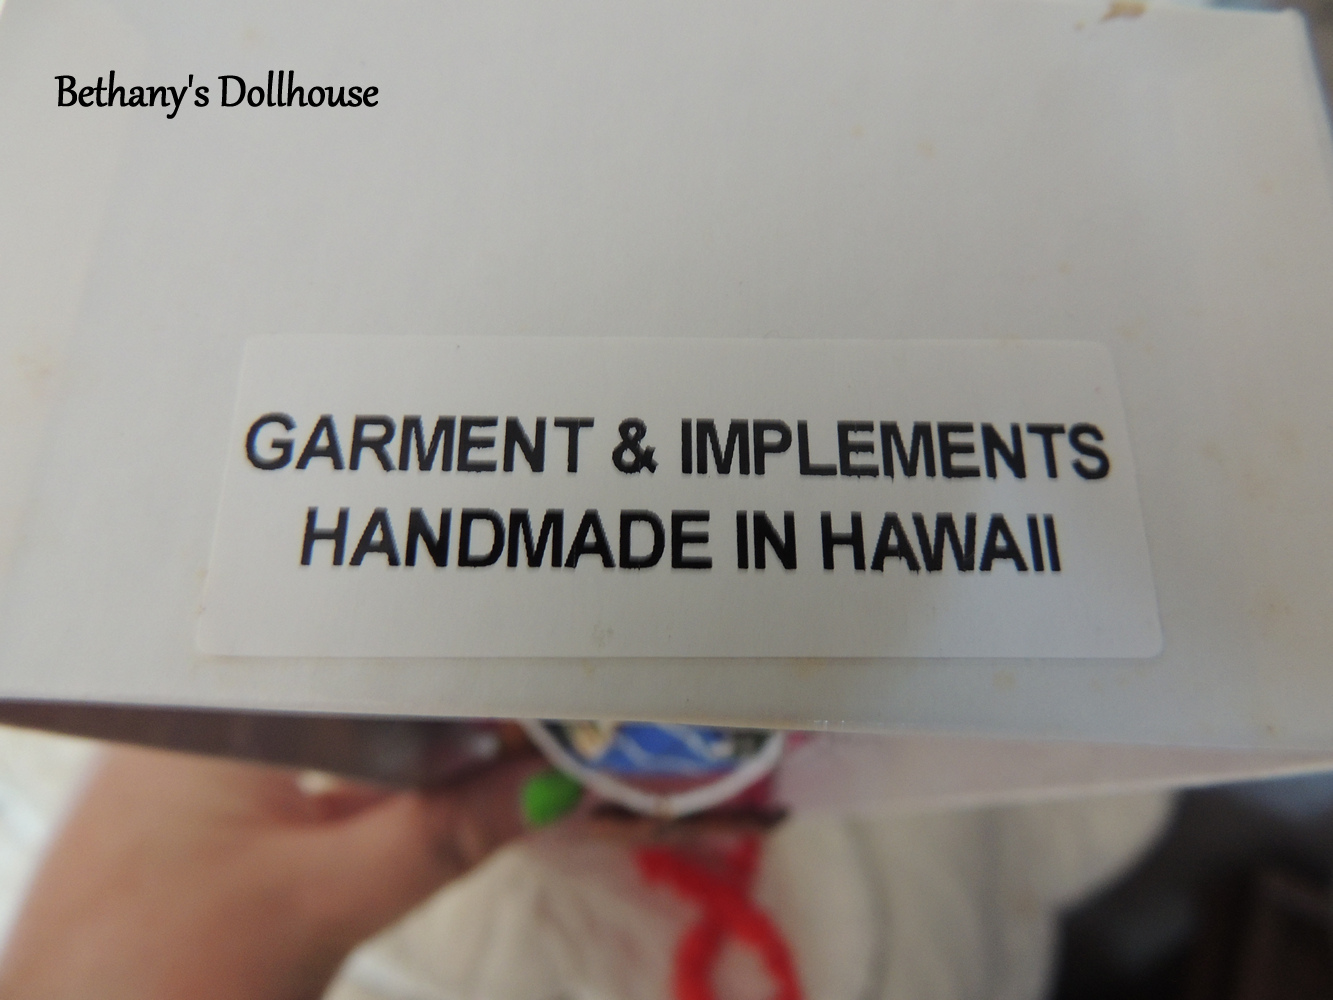 Bethany's Dollhouse
GARMENT & IMPLEMENTS
HANDMADE IN HAWAII